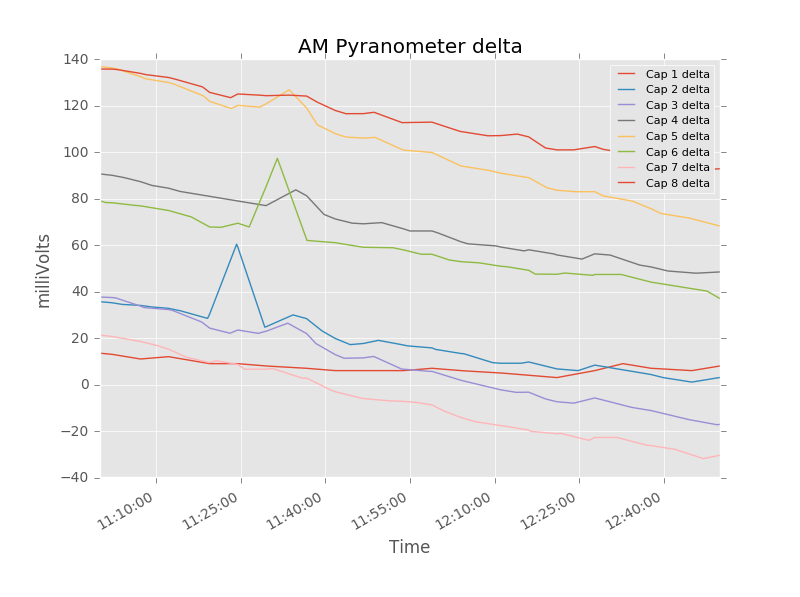 AM Pyranometer delta
140
120
100
80
60
40
20
0
−20
−40
milliVolts
Cap 1 delta
Cap 2 delta
Cap 3 delta
Cap 4 delta
Cap 5 delta
Cap 6 delta
Cap 7 delta
Cap 8 delta
11:10:00
11:25:00
11:40:00
11:55:00
12:10:00
12:25:00
12:40:00
Time